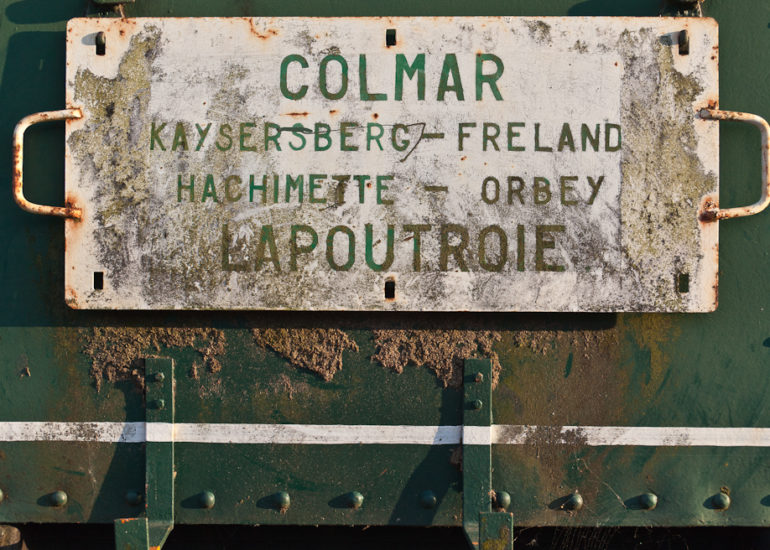 COLMAR
KAYSERSBERG - FRELAND
HACHIMETTE - ORBEY
LAPOUTROIE